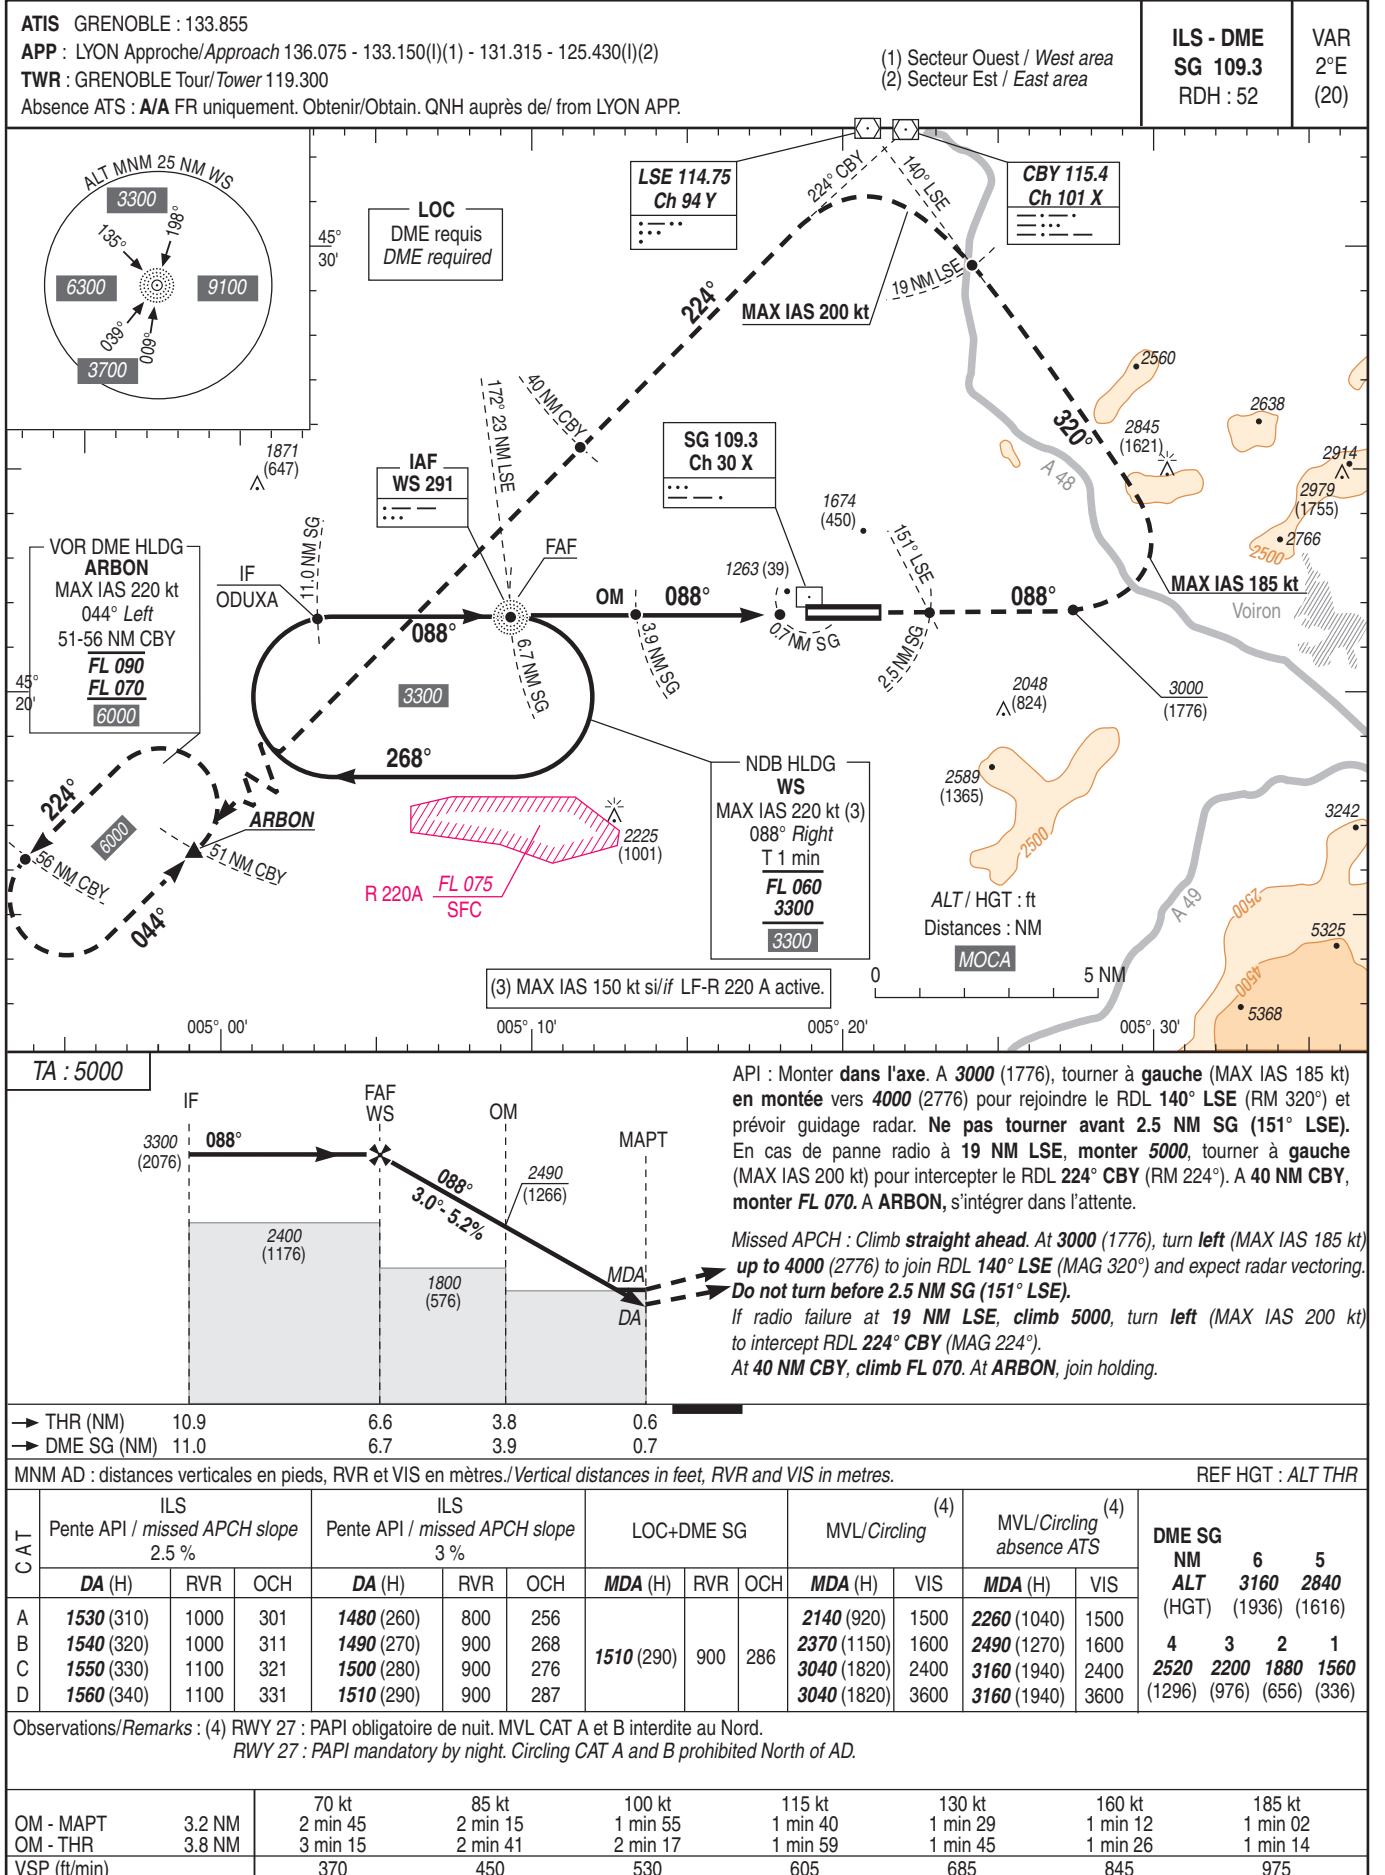 ATIS GRENOBLE : 133.855
APP : LYON Approche/Approach 136.075 - 133.150(I)(1) - 131.315 - 125.430(I)(2)
TWR : GRENOBLE Tour/Tower 119.300
Absence ATS : A/A FR uniquement. Obtenir/Obtain. QNH auprès de/ from LYON APP.
(1) Secteur Ouest / West area
(2) Secteur Est / East area
ILS - DME
SG 109.3
RDH : 52
VAR
2°E
(20)
ALT MNM 25 NM WS
3300
135°
198°
6300
9100
039°
009°
3700
LOC
DME requis
DME required
45°
30'
LSE 114.75
Ch 94 Y
224° CBY
140° LSE
CBY 115.4
Ch 101 X
19 NM LSE
224°
MAX IAS 200 kt
2560
2638
320°
2845
(1621)
2914
2979
(1755)
2766
2500
A 48
40 NM CBY
172° 23 NM LSE
1871
(647)
IAF
WS 291
SG 109.3
Ch 30 X
1674
(450)
151° LSE
FAF
1263 (39)
11.0 NM SG
VOR DME HLDG
ARBON
MAX IAS 220 kt
044° Left
51-56 NM CBY
FL 090
FL 070
6000
IF
ODUXA
OM
088°
088°
088°
MAX IAS 185 kt
Voiron
0.7 NM SG
3.9 NM SG
6.7 NM SG
2.5 NM SG
45°
20'
3300
2048
(824)
3000
(1776)
268°
NDB HLDG
WS
MAX IAS 220 kt (3)
088° Right
T 1 min
FL 060
3300
3300
2589
(1365)
2500
3242
224°
6000
ARBON
56 NM CBY
51 NM CBY
044°
2225
(1001)
R 220A
FL 075
SFC
A 49
2500
5325
4500
5368
ALT / HGT : ft
Distances : NM
MOCA
0 5 NM
(3) MAX IAS 150 kt si/if LF-R 220 A active.
005° 00' 005° 10' 005° 20' 005° 30'
TA : 5000
IF
FAF
WS
OM
MAPT
3300
(2076)
088°
088°
3.0°- 5.2%
2490
(1266)
2400
(1176)
1800
(576)
MDA
DA
API : Monter dans l'axe. A 3000 (1776), tourner à gauche (MAX IAS 185 kt)
en montée vers 4000 (2776) pour rejoindre le RDL 140° LSE (RM 320°) et
prévoir guidage radar. Ne pas tourner avant 2.5 NM SG (151° LSE).
En cas de panne radio à 19 NM LSE, monter 5000, tourner à gauche
(MAX IAS 200 kt) pour intercepter le RDL 224° CBY (RM 224°). A 40 NM CBY,
monter FL 070. A ARBON, s'intégrer dans l'attente.
Missed APCH : Climb straight ahead. At 3000 (1776), turn left (MAX IAS 185 kt)
up to 4000 (2776) to join RDL 140° LSE (MAG 320°) and expect radar vectoring.
Do not turn before 2.5 NM SG (151° LSE).
If radio failure at 19 NM LSE, climb 5000, turn left (MAX IAS 200 kt)
to intercept RDL 224° CBY (MAG 224°).
At 40 NM CBY, climb FL 070. At ARBON, join holding.
THR (NM) 10.9 6.6 3.8 0.6
DME SG (NM) 11.0 6.7 3.9 0.7
MNM AD : distances verticales en pieds, RVR et VIS en mètres./Vertical distances in feet, RVR and VIS in metres. REF HGT : ALT THR
CAT
ILS
Pente API / missed APCH slope
2.5 %
ILS
Pente API / missed APCH slope
3 %
LOC+DME SG
MVL/Circling (4)
MVL/Circling (4)
absence ATS
DA (H) RVR OCH DA (H) RVR OCH MDA (H) RVR OCH MDA (H) VIS MDA (H) VIS
A 1530 (310) 1000 301 1480 (260) 800 256 2140 (920) 1500 2260 (1040) 1500
B 1540 (320) 1000 311 1490 (270) 900 268 2370 (1150) 1600 2490 (1270) 1600
1510 (290) 900 286
C 1550 (330) 1100 321 1500 (280) 900 276 3040 (1820) 2400 3160 (1940) 2400
D 1560 (340) 1100 331 1510 (290) 900 287 3040 (1820) 3600 3160 (1940) 3600
DME SG
NM 6 5
ALT 3160 2840
(HGT) (1936) (1616)
4 3 2 1
2520 2200 1880 1560
(1296) (976) (656) (336)
Observations/Remarks : (4) RWY 27 : PAPI obligatoire de nuit. MVL CAT A et B interdite au Nord.
RWY 27 : PAPI mandatory by night. Circling CAT A and B prohibited North of AD.
70 kt 85 kt 100 kt 115 kt 130 kt 160 kt 185 kt
OM - MAPT 3.2 NM 2 min 45 2 min 15 1 min 55 1 min 40 1 min 29 1 min 12 1 min 02
OM - THR 3.8 NM 3 min 15 2 min 41 2 min 17 1 min 59 1 min 45 1 min 26 1 min 14
VSP (ft/min) 370 450 530 605 685 845 975